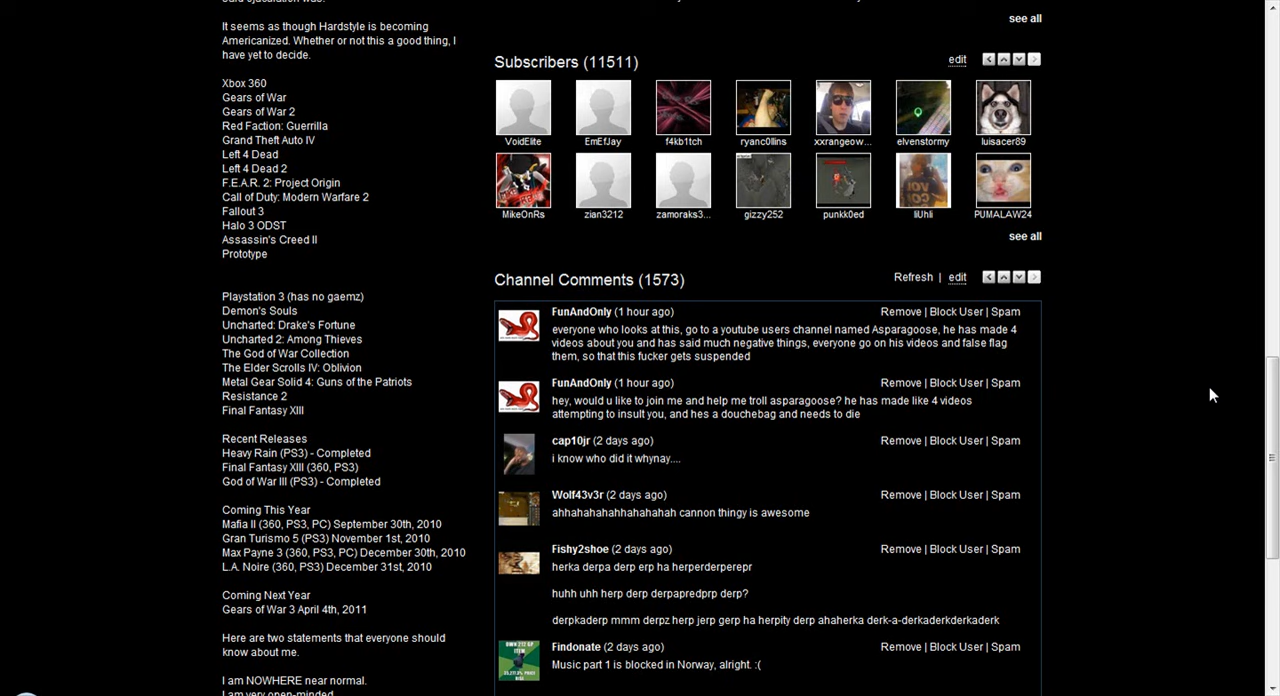 It seems as though Hardstyle is becoming
Americanized. Whether or not this a good thing, I
have yet to decide.
Xbox 360
Gears of War
Gears of War 2
Red Faction: Guerrilla
Grand Theft Auto IV
Left 4 Dead
Left 4 Dead 2
F.E.A.R. 2: Project Origin
Call of Duty: Modern Warfare 2
Fallout 3
Halo 3 ODST
Assassin's Creed II
Prototype
Playstation 3 (has no gaemz)
Demon's Souls
Uncharted: Drake's Fortune
Uncharted 2: Among Thieves
The God of War Collection
The Elder Scrolls IV: Oblivion
Metal Gear Solid 4: Guns of the Patriots
Resistance 2
Final Fantasy XIII
Recent Releases
Heavy Rain (PS3) - Completed
Final Fantasy XIII (360, PS3)
God of War III (PS3) - Completed
Coming This Year
Mafia II (360, PS3, PC) September 30th, 2010
Gran Turismo 5 (PS3) November 1st, 2010
Max Payne 3 (360, PS3, PC) December 30th, 2010
L.A. Noire (360, PS3) December 31st, 2010
Coming Next Year
Gears of War 3 April 4th, 2011
Here are two statements that everyone should
know about me.
I am NOWHERE near normal.
I am very open-minded
see all
Subscribers (11511)
edit
VoidElite EmEfJay f4kb1tch ryanc0llins xxrangeow... elvenstormy luisacer89
MikeOnRs zian3212 zamoraks3... gizzy252 punkk0ed liUhli PUMALAW24
see all
Channel Comments (1573)
Refresh | edit
FunAndOnly (1 hour ago) Remove | Block User | Spam
everyone who looks at this, go to a youtube users channel named Asparagoose, he has made 4
videos about you and has said much negative things, everyone go on his videos and false flag
them, so that this fucker gets suspended
FunAndOnly (1 hour ago) Remove | Block User | Spam
hey, would u like to join me and help me troll asparagoose? he has made like 4 videos
attempting to insult you, and hes a douchebag and needs to die
cap10jr (2 days ago) Remove | Block User | Spam
i know who did it whynay....
Wolf43v3r (2 days ago) Remove | Block User | Spam
ahhahahahahhahahahah cannon thingy is awesome
Fishy2shoe (2 days ago) Remove | Block User | Spam
herka derpa derp erp ha herperderperepr
huhh uhh herp derp derpapredprp derp?
derpkaderp mmm derpz herp jerp gerp ha herpity derp ahaherka derk-a-derkaderkderkaderk
Findonate (2 days ago) Remove | Block User | Spam
Music part 1 is blocked in Norway, alright. :(